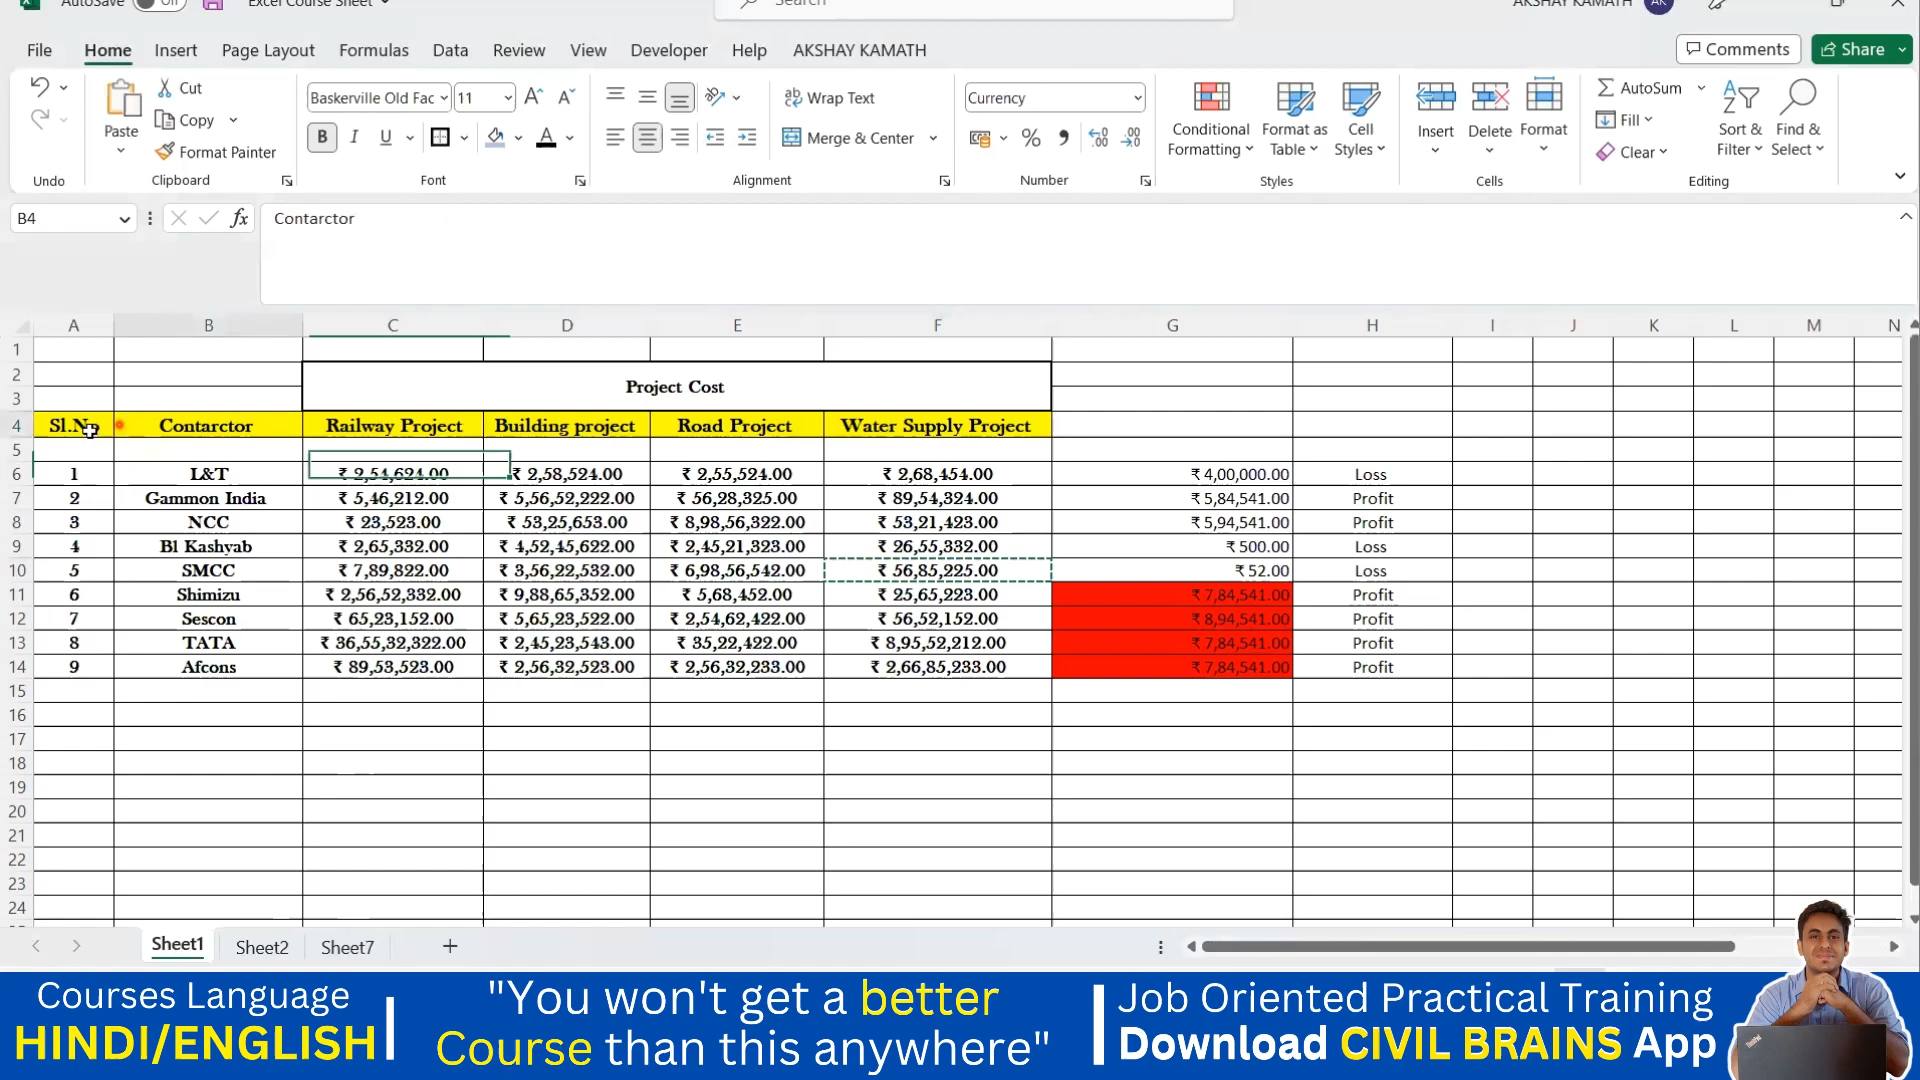 AutoSave Off Excel Course Sheet Search AKSHAY KAMATH AK
File Home Insert Page Layout Formulas Data Review View Developer Help AKSHAY KAMATH Comments Share
Cut
Copy
Format Painter
Paste
Baskerville Old Fac 11
B I U
Wrap Text
Merge & Center
Currency
Conditional Formatting
Format as Table
Cell Styles
Insert Delete Format
AutoSum
Fill
Clear
Sort & Filter
Find & Select
Undo Clipboard Font Alignment Number Styles Cells Editing
B4 fx Contarctor
A B C D E F G H I J K L M N
1
2
Project Cost
3
4 Sl.No Contarctor Railway Project Building project Road Project Water Supply Project
5
6 1 L&T ₹ 2,54,624.00 ₹ 2,58,524.00 ₹ 2,55,524.00 ₹ 2,68,454.00 ₹ 4,00,000.00 Loss
7 2 Gammon India ₹ 5,46,212.00 ₹ 5,56,52,222.00 ₹ 56,28,325.00 ₹ 89,54,324.00 ₹ 5,84,541.00 Profit
8 3 NCC ₹ 23,523.00 ₹ 53,25,653.00 ₹ 8,98,56,322.00 ₹ 53,21,423.00 ₹ 5,94,541.00 Profit
9 4 Bl Kashyab ₹ 2,65,332.00 ₹ 4,52,45,622.00 ₹ 2,45,21,323.00 ₹ 26,55,332.00 ₹ 500.00 Loss
10 5 SMCC ₹ 7,89,822.00 ₹ 3,56,22,532.00 ₹ 6,98,56,542.00 ₹ 56,85,225.00 ₹ 52.00 Loss
11 6 Shimizu ₹ 2,56,52,332.00 ₹ 9,88,65,352.00 ₹ 5,68,452.00 ₹ 25,65,223.00 ₹ 7,84,541.00 Profit
12 7 Sescon ₹ 65,23,152.00 ₹ 5,65,23,522.00 ₹ 2,54,62,422.00 ₹ 56,52,152.00 ₹ 8,94,541.00 Profit
13 8 TATA ₹ 36,55,32,322.00 ₹ 2,45,23,543.00 ₹ 35,22,422.00 ₹ 8,95,52,212.00 ₹ 7,84,541.00 Profit
14 9 Afcons ₹ 89,53,523.00 ₹ 2,56,32,523.00 ₹ 2,56,32,233.00 ₹ 2,66,85,233.00 ₹ 7,84,541.00 Profit
15
16
17
18
19
20
21
22
23
24
Sheet1 Sheet2 Sheet7
Courses Language
HINDI/ENGLISH
"You won't get a better
Course than this anywhere"
Job Oriented Practical Training
Download CIVIL BRAINS App